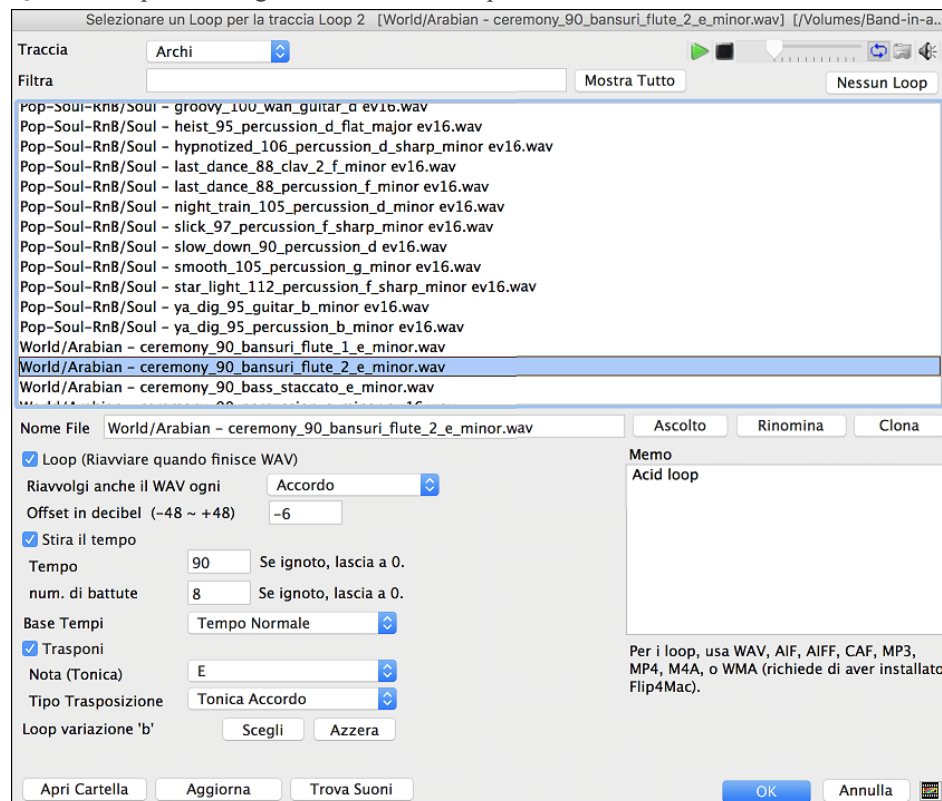 Selezionare un Loop per la traccia Loop 2 [World/Arabian - ceremony_90_bansuri_flute_2_e_minor.wav] [/Volumes/Band-in-a...
Traccia Archi
Filtra Mostra Tutto Nessun Loop
Pop-Soul-RnB/Soul - groovy_100_wah_guitar_d ev16.wav
Pop-Soul-RnB/Soul - heist_95_percussion_d_flat_major ev16.wav
Pop-Soul-RnB/Soul - hypnotized_106_percussion_d_sharp_minor ev16.wav
Pop-Soul-RnB/Soul - last_dance_88_clav_2_f_minor ev16.wav
Pop-Soul-RnB/Soul - last_dance_88_percussion_f_minor ev16.wav
Pop-Soul-RnB/Soul - night_train_105_percussion_d_minor ev16.wav
Pop-Soul-RnB/Soul - slick_97_percussion_f_sharp_minor ev16.wav
Pop-Soul-RnB/Soul - slow_down_90_percussion_d ev16.wav
Pop-Soul-RnB/Soul - smooth_105_percussion_g_minor ev16.wav
Pop-Soul-RnB/Soul - star_light_112_percussion_f_sharp_minor ev16.wav
Pop-Soul-RnB/Soul - ya_dig_95_guitar_b_minor ev16.wav
Pop-Soul-RnB/Soul - ya_dig_95_percussion_b_minor ev16.wav
World/Arabian - ceremony_90_bansuri_flute_1_e_minor.wav
World/Arabian - ceremony_90_bansuri_flute_2_e_minor.wav
World/Arabian - ceremony_90_bass_staccato_e_minor.wav
Nome File World/Arabian - ceremony_90_bansuri_flute_2_e_minor.wav Ascolto Rinomina Clona
Loop (Riavviare quando finisce WAV)
Memo
Acid loop
Riavvolgi anche il WAV ogni Accordo
Offset in decibel (-48 ~ +48) -6
Stira il tempo
Tempo 90 Se ignoto, lascia a 0.
num. di battute 8 Se ignoto, lascia a 0.
Base Tempi Tempo Normale
Trasponi
Nota (Tonica) E
Tipo Trasposizione Tonica Accordo
Loop variazione 'b' Scegli Azzera
Per i loop, usa WAV, AIF, AIFF, CAF, MP3,
MP4, M4A, o WMA (richiede di aver installato
Flip4Mac).
Apri Cartella Aggiorna Trova Suoni OK Annulla